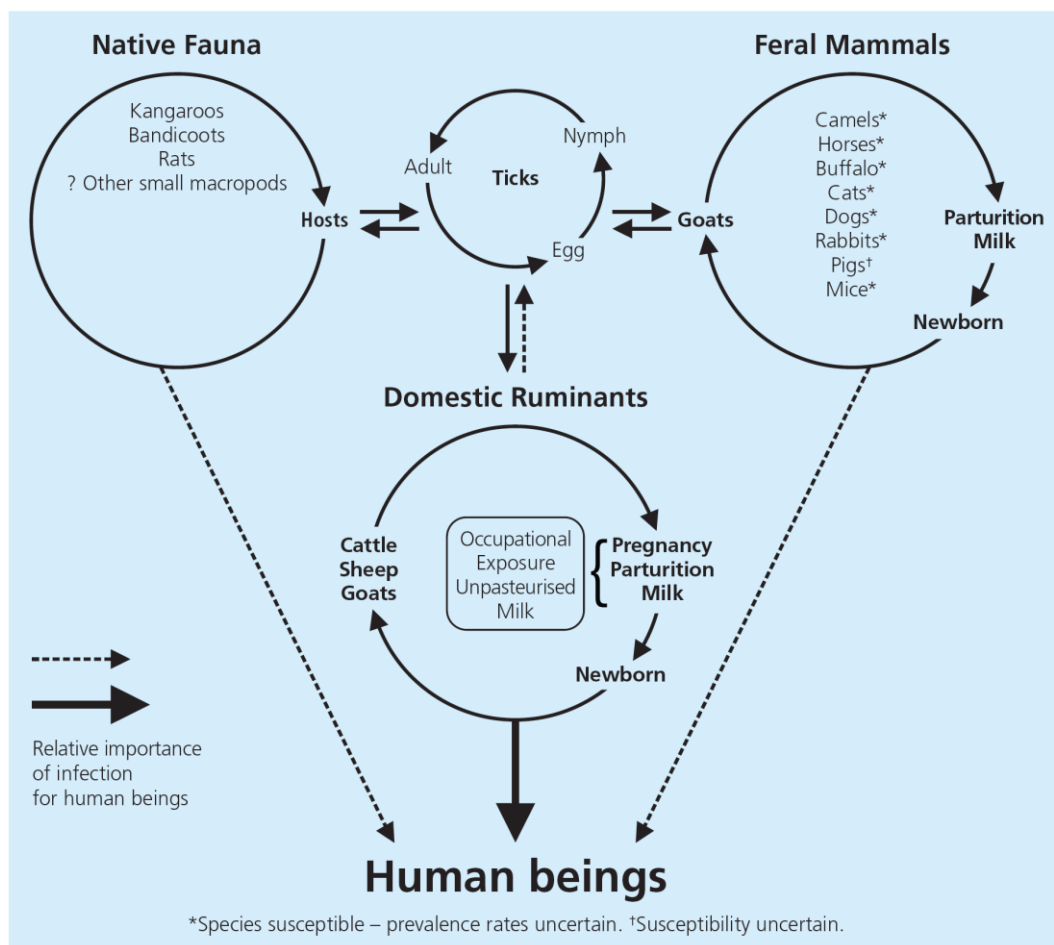 Native Fauna
Kangaroos
Bandicoots
Rats
? Other small macropods
Hosts
Adult
Nymph
Ticks
Egg
Feral Mammals
Camels*
Horses*
Buffalo*
Cats*
Dogs*
Rabbits*
Pigs†
Mice*
Goats
Parturition
Milk
Newborn
Domestic Ruminants
Cattle
Sheep
Goats
Occupational
Exposure
Unpasteurised
Milk
Pregnancy
Parturition
Milk
Newborn
Relative importance
of infection
for human beings
Human beings
*Species susceptible – prevalence rates uncertain. †Susceptibility uncertain.